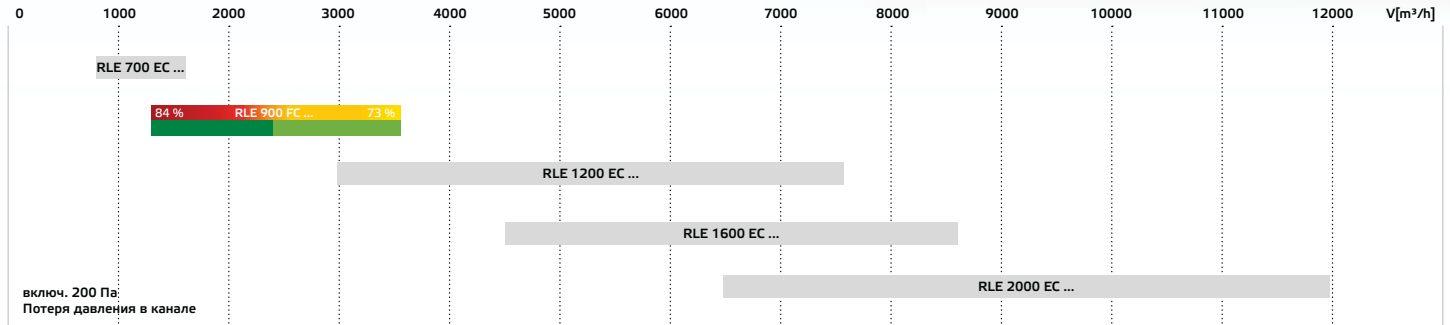 0 1000 2000 3000 4000 5000 6000 7000 8000 9000 10000 11000 12000 V[m³/h]
RLE 700 EC ...
84 % RLE 900 FC ... 73 %
RLE 1200 EC ...
RLE 1600 EC ...
RLE 2000 EC ...
включ. 200 Па
Потеря давления в канале